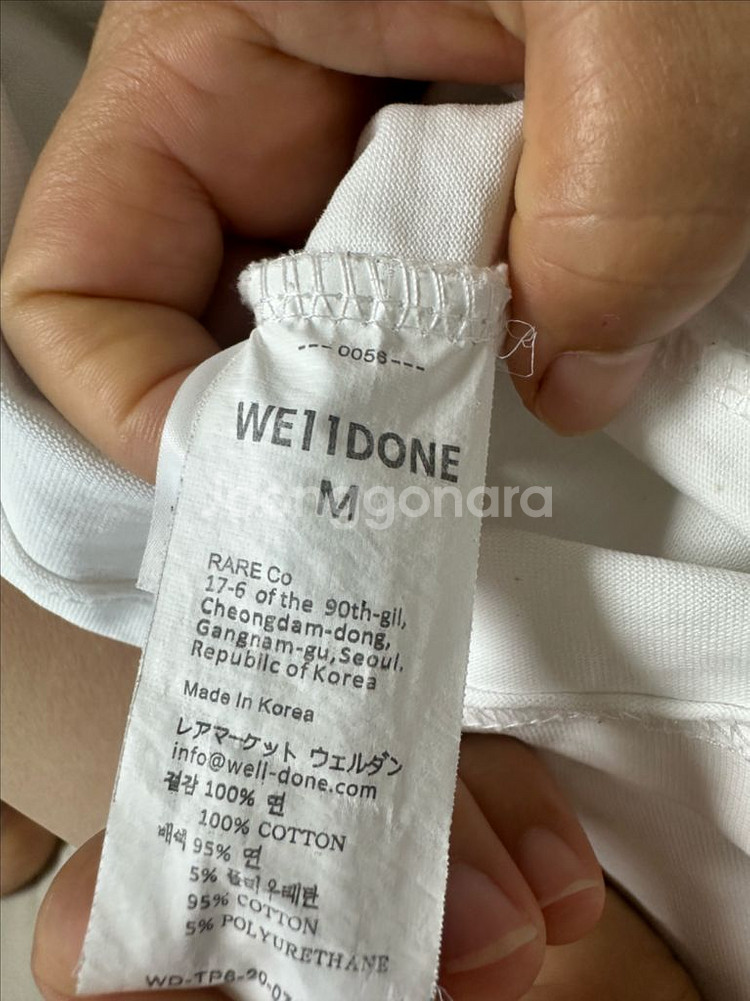 ---0056---
WE11DONE
M
Joonggonara
RARE Co
17-6 of the 90th-gil,
Cheongdam-dong,
Gangnam-gu,Seoul.
Republic of Korea
Made In Korea
レアマーケット ウェルダン
info@well-done.com
겉감 100% 면
100% COTTON
배색 95% 면
5% 폴리우레탄
95% COTTON
5% POLYURETHANE